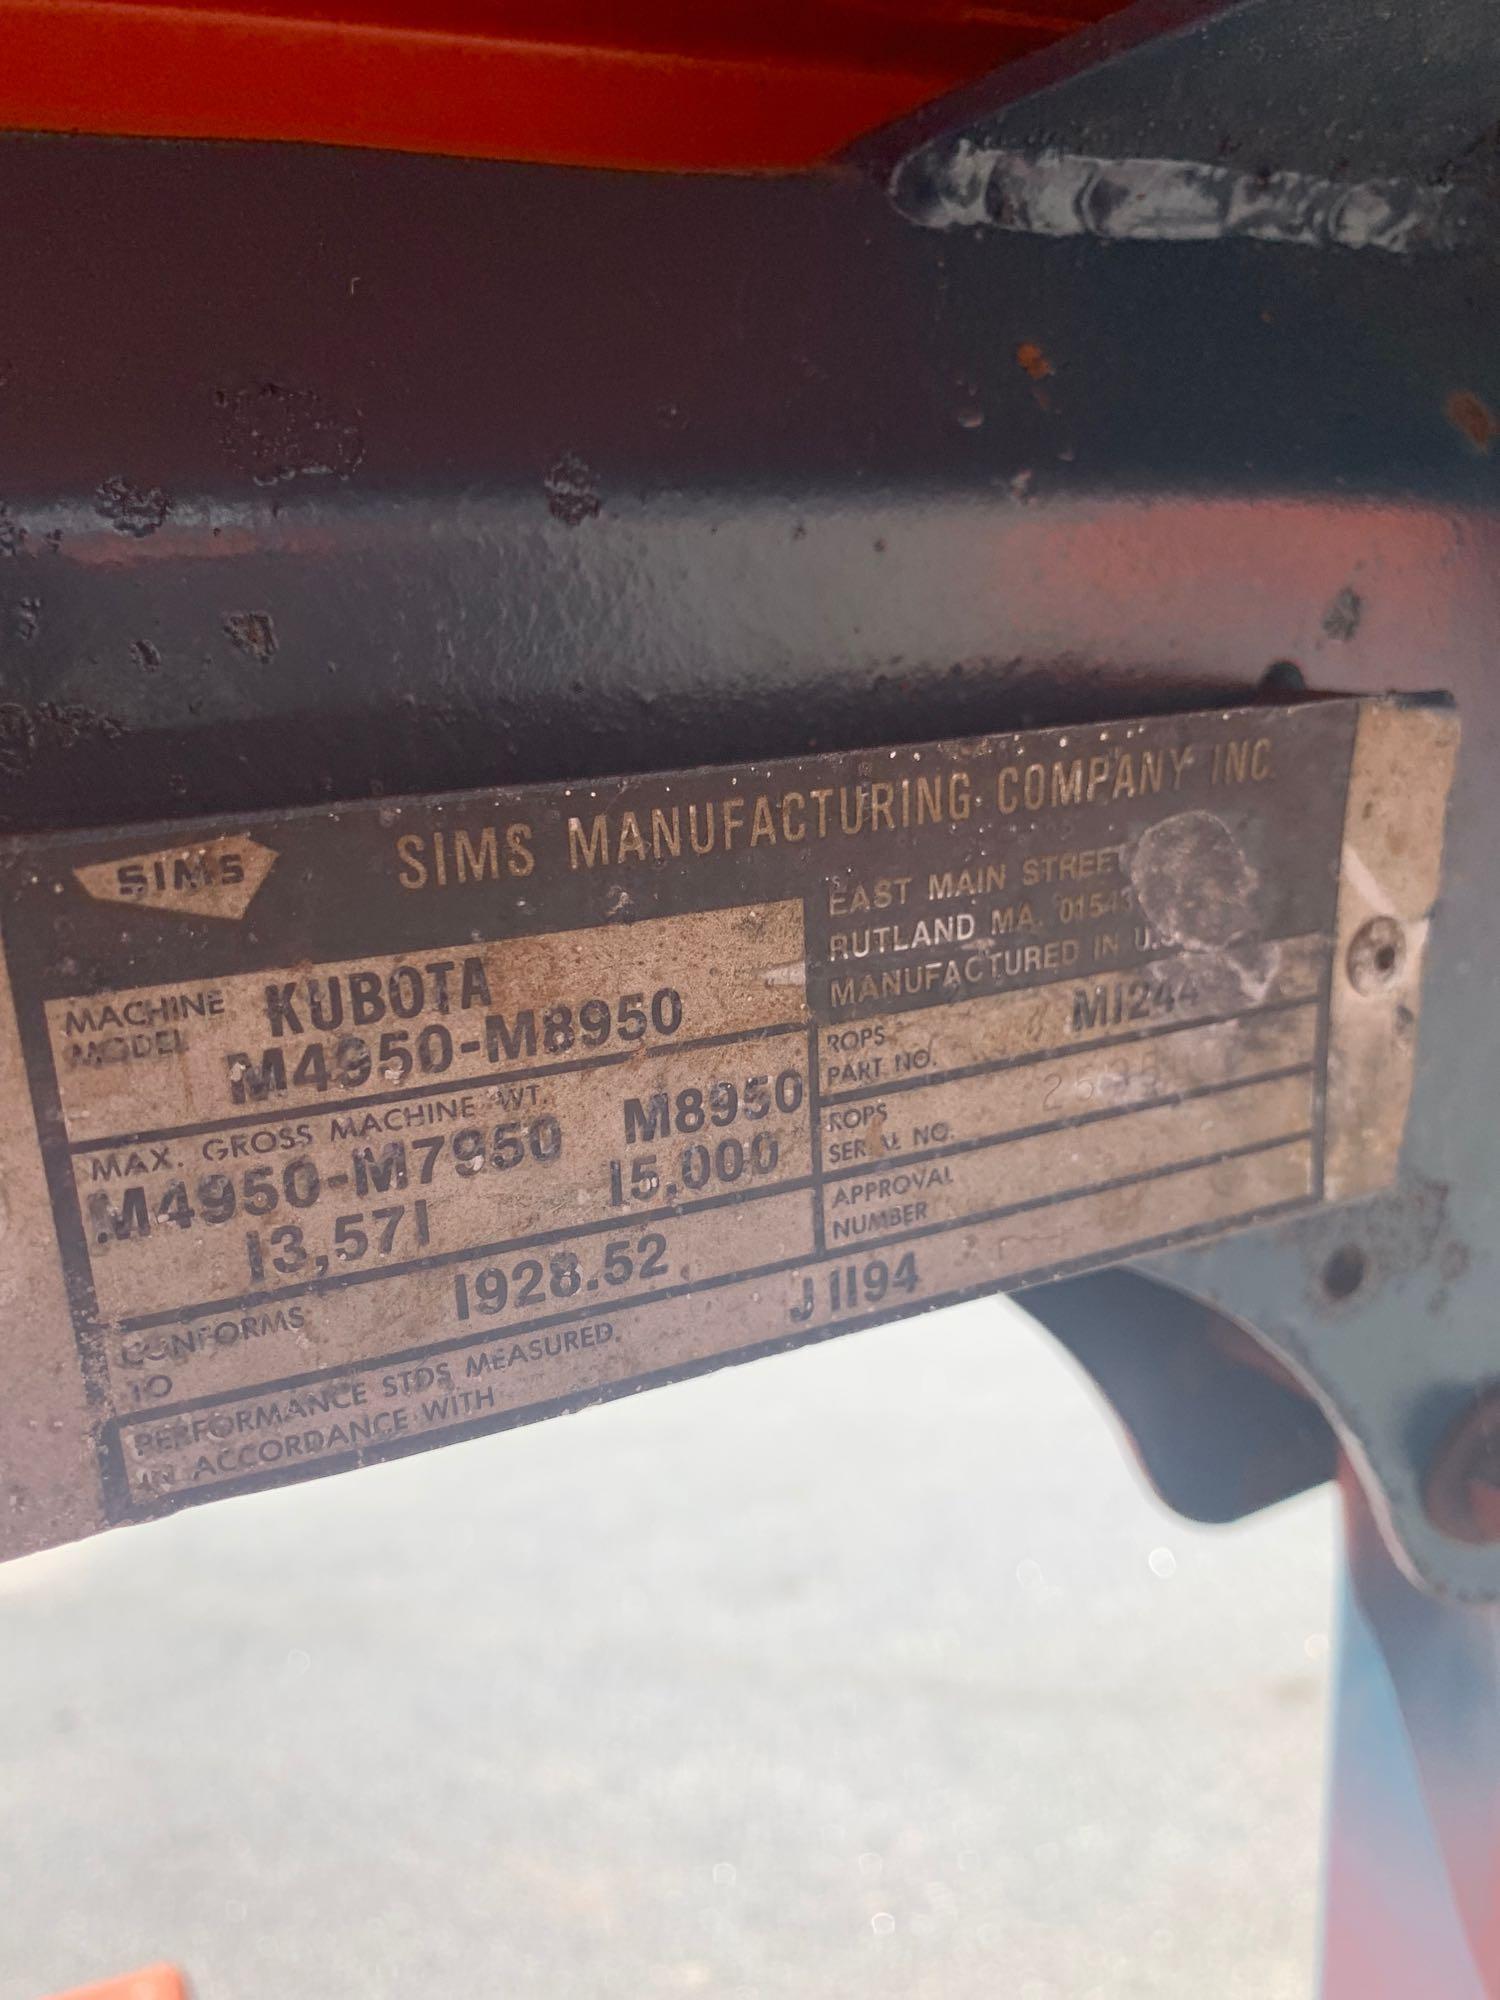 SIMS
SIMS MANUFACTURING COMPANY INC
EAST MAIN STREET
RUTLAND MA. 01543
MANUFACTURED IN U.S
MACHINE MODEL KUBOTA
M4950-M8950
MAX. GROSS MACHINE WT.
M4950-M7950 M8950
13,571 15,000
CONFORMS TO 1928.52
PERFORMANCE STDS MEASURED
IN ACCORDANCE WITH J1194
ROPS
PART NO. M1244
ROPS
SERIAL NO.
APPROVAL
NUMBER